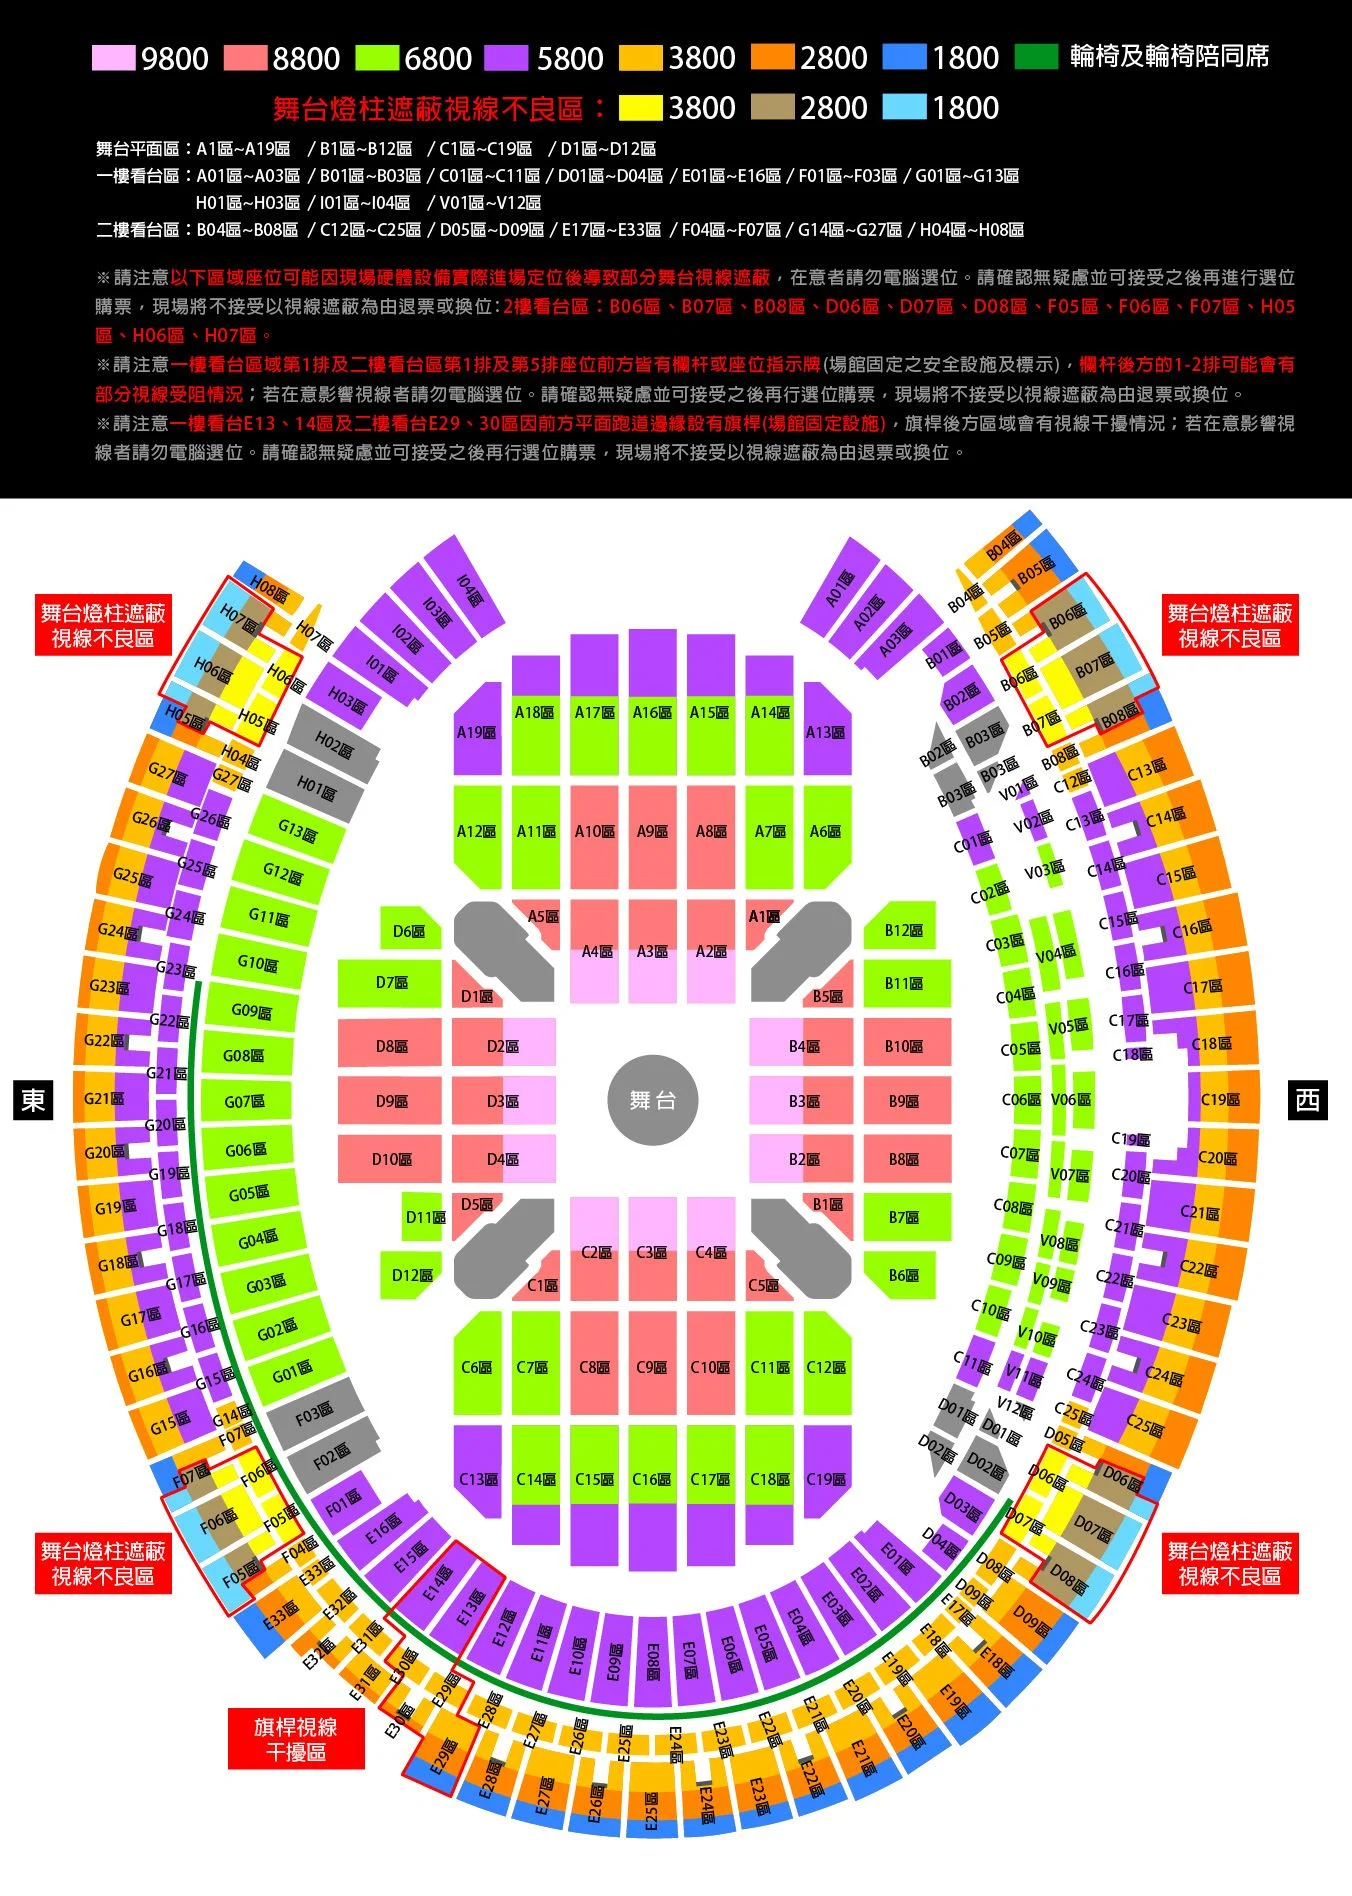 9800 8800 6800 5800 3800 2800 1800 輪椅及輪椅陪同席
舞台燈柱遮蔽視線不良區： 3800 2800 1800
舞台平面區：A1區~A19區 / B1區~B12區 / C1區~C19區 / D1區~D12區
一樓看台區：A01區~A03區 / B01區~B03區 / C01區~C11區 / D01區~D04區 / E01區~E16區 / F01區~F03區 / G01區~G13區
H01區~H03區 / I01區~I04區 / V01區~V12區
二樓看台區：B04區~B08區 / C12區~C25區 / D05區~D09區 / E17區~E33區 / F04區~F07區 / G14區~G27區 / H04區~H08區
※請注意以下區域座位可能因現場硬體設備實際進場定位後導致部分舞台視線遮蔽，在意者請勿電腦選位。請確認無疑慮並可接受之後再進行選位
購票，現場將不接受以視線遮蔽為由退票或換位:2樓看台區：B06區、B07區、B08區、D06區、D07區、D08區、F05區、F06區、F07區、H05
區、H06區、H07區。
※請注意一樓看台區域第1排及二樓看台區第1排及第5排座位前方皆有欄杆或座位指示牌(場館固定之安全設施及標示)，欄杆後方的1-2排可能會有
部分視線受阻情況；若在意影響視線者請勿電腦選位。請確認無疑慮並可接受之後再行選位購票，現場將不接受以視線遮蔽為由退票或換位。
※請注意一樓看台E13、14區及二樓看台E29、30區因前方平面跑道邊緣設有旗桿(場館固定設施)，旗桿後方區域會有視線干擾情況；若在意影響視
線者請勿電腦選位。請確認無疑慮並可接受之後再行選位購票，現場將不接受以視線遮蔽為由退票或換位。
舞台燈柱遮蔽
視線不良區
舞台燈柱遮蔽
視線不良區
H08區
H07區
H07區
H06區
H06區
H05區
H05區
H04區
I04區
I03區
I02區
I01區
H03區
H02區
H01區
A01區
A02區
A03區
B01區
B02區
B03區
B02區
B03區
B03區
B04區
B04區
B05區
B05區
B06區
B06區
B07區
B07區
B08區
B08區
A19區
A18區
A17區
A16區
A15區
A14區
A13區
A12區
A11區
A10區
A9區
A8區
A7區
A6區
A5區
A4區
A3區
A2區
A1區
D6區
D7區
D1區
D8區
D2區
D9區
D3區
D10區
D4區
D11區
D5區
D12區
B12區
B11區
B5區
B4區
B10區
B3區
B9區
B2區
B8區
B1區
B7區
B6區
舞台
東
西
C2區
C3區
C4區
C1區
C5區
C6區
C7區
C8區
C9區
C10區
C11區
C12區
C13區
C14區
C15區
C16區
C17區
C18區
C19區
G27區
G27區
G26區
G26區
G25區
G25區
G24區
G24區
G23區
G23區
G22區
G22區
G21區
G21區
G20區
G20區
G19區
G19區
G18區
G18區
G17區
G17區
G16區
G16區
G15區
G15區
G14區
G13區
G12區
G11區
G10區
G09區
G08區
G07區
G06區
G05區
G04區
G03區
G02區
G01區
F03區
F02區
F01區
F07區
F07區
F06區
F06區
F05區
F05區
F04區
C01區
C02區
C03區
C04區
C05區
C06區
C07區
C08區
C09區
C10區
C11區
V01區
V02區
V03區
V04區
V05區
V06區
V07區
V08區
V09區
V10區
V11區
V12區
C12區
C13區
C13區
C14區
C14區
C15區
C15區
C16區
C16區
C17區
C17區
C18區
C18區
C19區
C19區
C20區
C20區
C21區
C21區
C22區
C22區
C23區
C23區
C24區
C24區
C25區
C25區
D01區
D01區
D02區
D02區
D03區
D04區
D05區
D06區
D06區
D07區
D07區
D08區
D08區
D09區
D09區
E16區
E15區
E14區
E13區
E12區
E11區
E10區
E09區
E08區
E07區
E06區
E05區
E04區
E03區
E02區
E01區
E33區
E33區
E32區
E32區
E31區
E31區
E30區
E30區
E29區
E29區
E28區
E28區
E27區
E27區
E26區
E26區
E25區
E25區
E24區
E24區
E23區
E23區
E22區
E22區
E21區
E21區
E20區
E20區
E19區
E19區
E18區
E18區
E17區
舞台燈柱遮蔽
視線不良區
舞台燈柱遮蔽
視線不良區
旗桿視線
干擾區